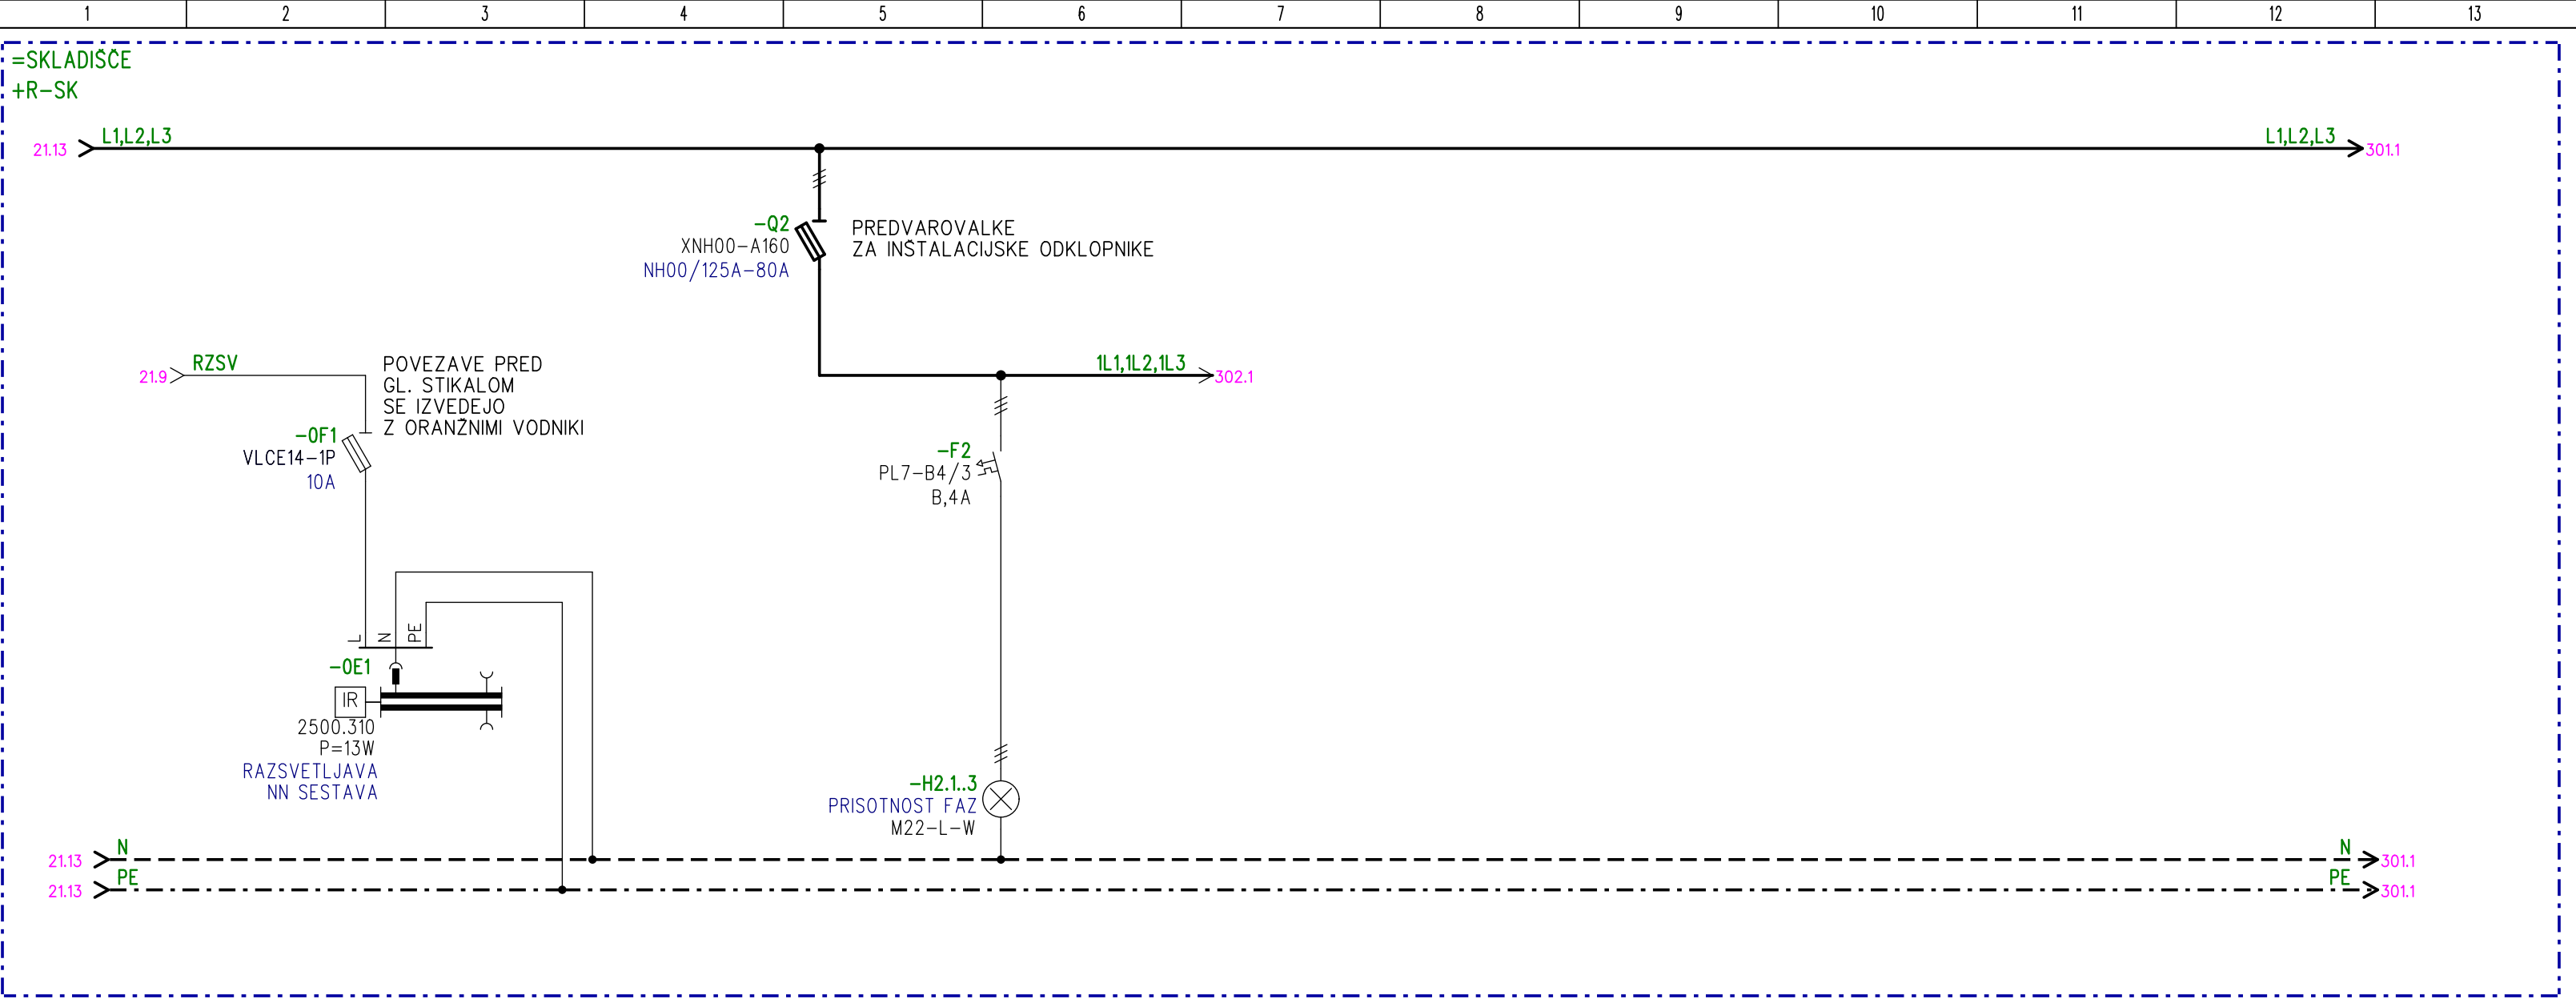 1 2 3 4 5 6 7 8 9 10 11 12 13
=SKLADIŠČE
+R-SK
L1,L2,L3
21.13
L1,L2,L3
301.1
-Q2
XNH00-A160
NH00/125A-80A
PREDVAROVALKE
ZA INŠTALACIJSKE ODKLOPNIKE
21.9
RZSV
POVEZAVE PRED
GL. STIKALOM
SE IZVEDEJO
Z ORANŽNIMI VODNIKI
1L1,1L2,1L3
302.1
-0F1
VLCE14-1P
10A
-F2
PL7-B4/3
B,4A
L
N
PE
-0E1
IR
2500.310
P=13W
RAZSVETLJAVA
NN SESTAVA
-H2.1..3
PRISOTNOST FAZ
M22-L-W
21.13
N
N
301.1
21.13
PE
PE
301.1